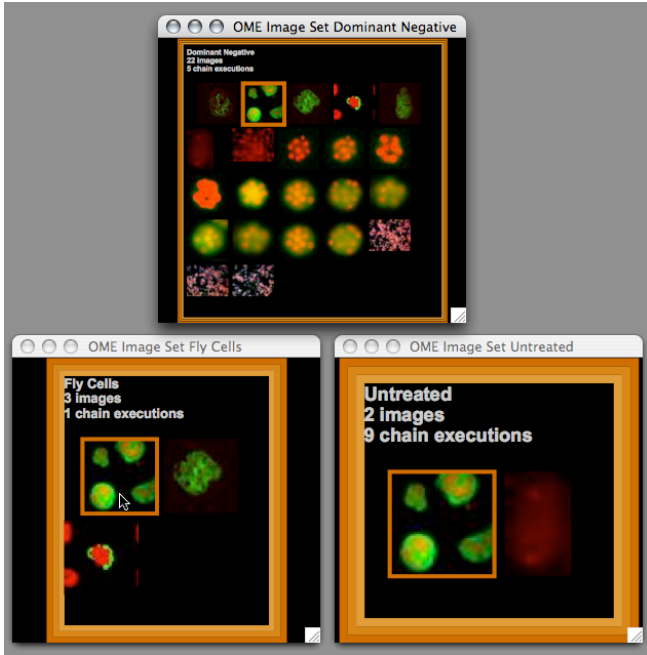 OME Image Set Dominant Negative
Dominant Negative
22 images
5 chain executions
OME Image Set Fly Cells
Fly Cells
3 images
1 chain executions
OME Image Set Untreated
Untreated
2 images
9 chain executions